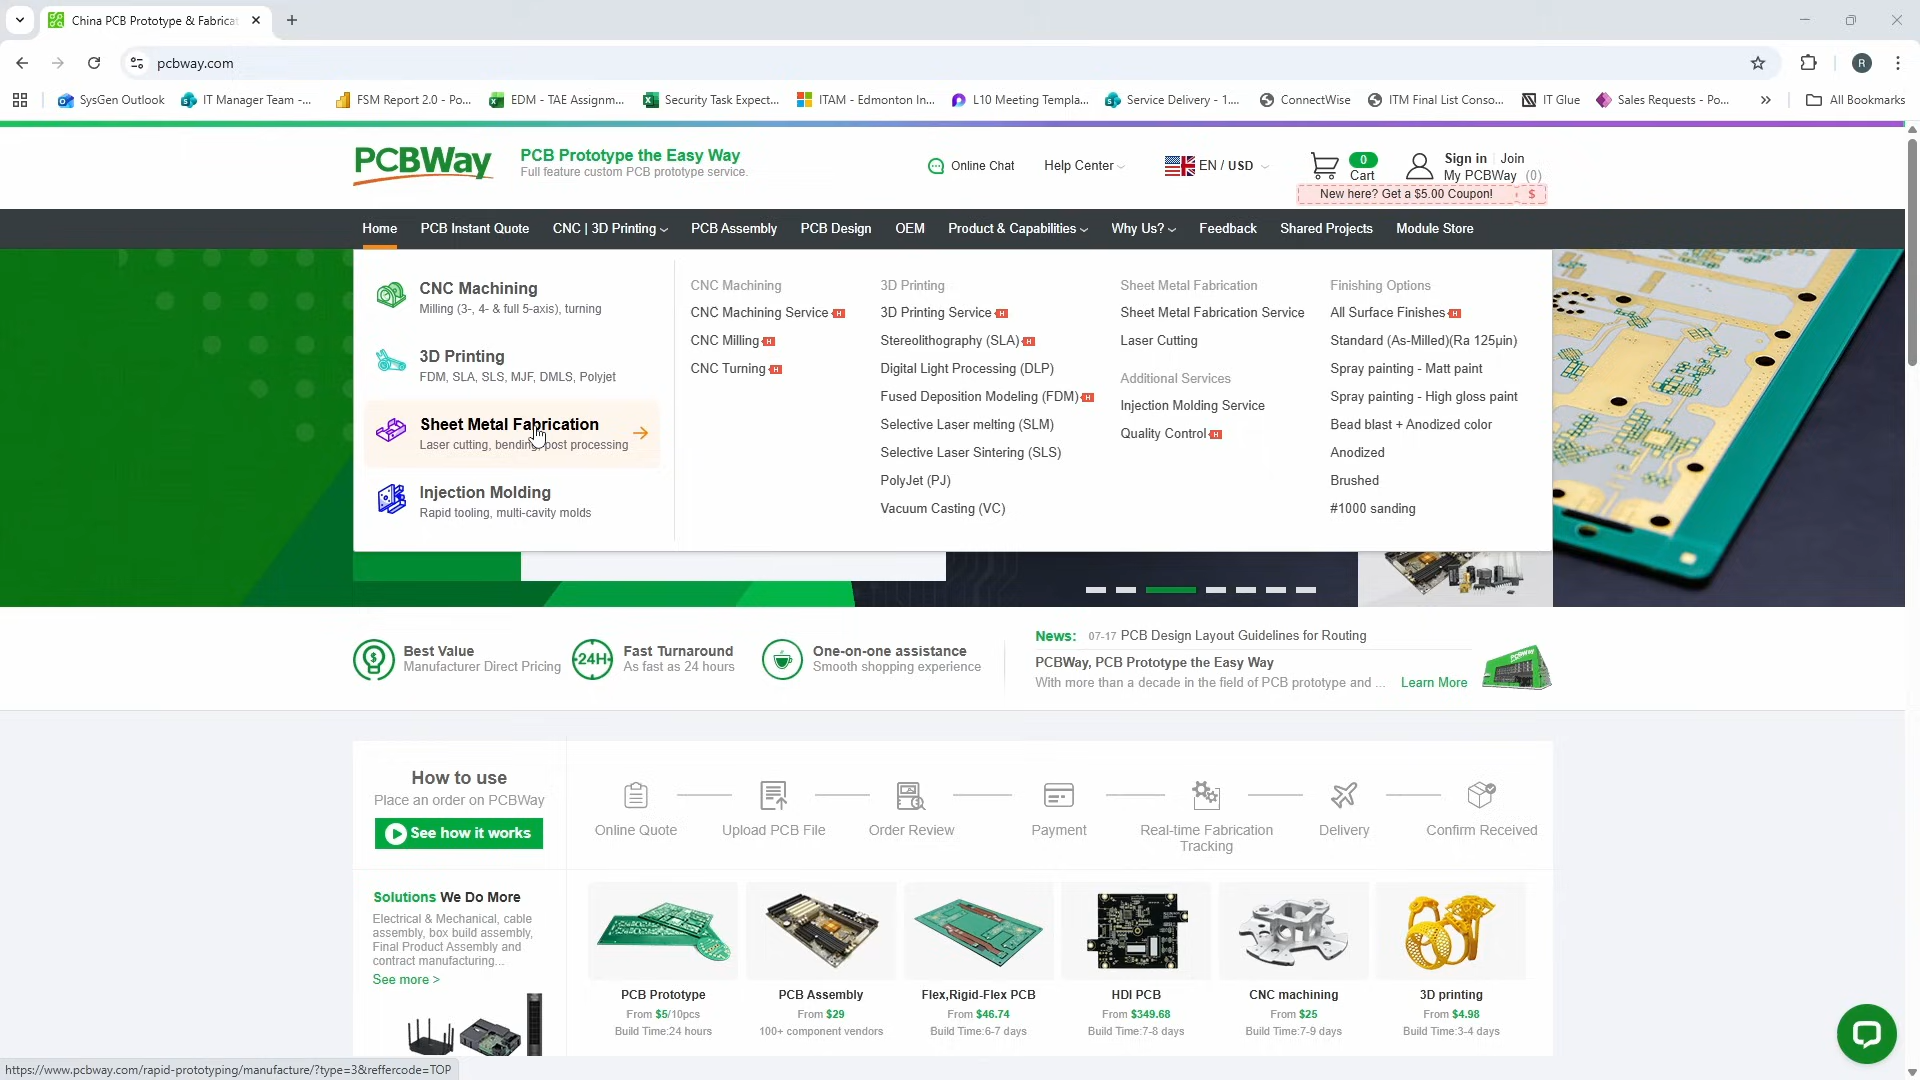 China PCB Prototype & Fabrica
pcbway.com
SysGen Outlook
IT Manager Team -...
FSM Report 2.0 - Po...
EDM - TAE Assignm...
Security Task Expect...
ITAM - Edmonton In...
L10 Meeting Templa...
Service Delivery - 1....
ConnectWise
ITM Final List Conso...
IT Glue
Sales Requests - Po...
»
All Bookmarks
R
PCBWay
PCB Prototype the Easy Way
Full feature custom PCB prototype service.
Online Chat
Help Center
EN / USD
0
Cart
Sign in
Join
My PCBWay (0)
New here? Get a $5.00 Coupon!
$
Home
PCB Instant Quote
CNC | 3D Printing
PCB Assembly
PCB Design
OEM
Product & Capabilities
Why Us?
Feedback
Shared Projects
Module Store
CNC Machining
Milling (3-, 4- & full 5-axis), turning
3D Printing
FDM, SLA, SLS, MJF, DMLS, Polyjet
Sheet Metal Fabrication
Laser cutting, bending, post processing
Injection Molding
Rapid tooling, multi-cavity molds
CNC Machining
CNC Machining Service H
CNC Milling H
CNC Turning H
3D Printing
3D Printing Service H
Stereolithography (SLA) H
Digital Light Processing (DLP)
Fused Deposition Modeling (FDM) H
Selective Laser melting (SLM)
Selective Laser Sintering (SLS)
PolyJet (PJ)
Vacuum Casting (VC)
Sheet Metal Fabrication
Sheet Metal Fabrication Service
Laser Cutting
Additional Services
Injection Molding Service
Quality Control H
Finishing Options
All Surface Finishes H
Standard (As-Milled)(Ra 125µin)
Spray painting - Matt paint
Spray painting - High gloss paint
Bead blast + Anodized color
Anodized
Brushed
#1000 sanding
Best Value
Manufacturer Direct Pricing
24H
Fast Turnaround
As fast as 24 hours
One-on-one assistance
Smooth shopping experience
News: 07-17 PCB Design Layout Guidelines for Routing
PCBWay, PCB Prototype the Easy Way
With more than a decade in the field of PCB prototype and ...
Learn More
How to use
Place an order on PCBWay
See how it works
Online Quote
Upload PCB File
Order Review
Payment
Real-time Fabrication
Tracking
Delivery
Confirm Received
Solutions We Do More
Electrical & Mechanical, cable
assembly, box build assembly,
Final Product Assembly and
contract manufacturing...
See more >
PCB Prototype
From $5/10pcs
Build Time:24 hours
PCB Assembly
From $29
100+ component vendors
Flex,Rigid-Flex PCB
From $46.74
Build Time:6-7 days
HDI PCB
From $349.68
Build Time:7-8 days
CNC machining
From $25
Build Time:7-9 days
3D printing
From $4.98
Build Time:3-4 days
https://www.pcbway.com/rapid-prototyping/manufacture/?type=3&reffercode=TOP